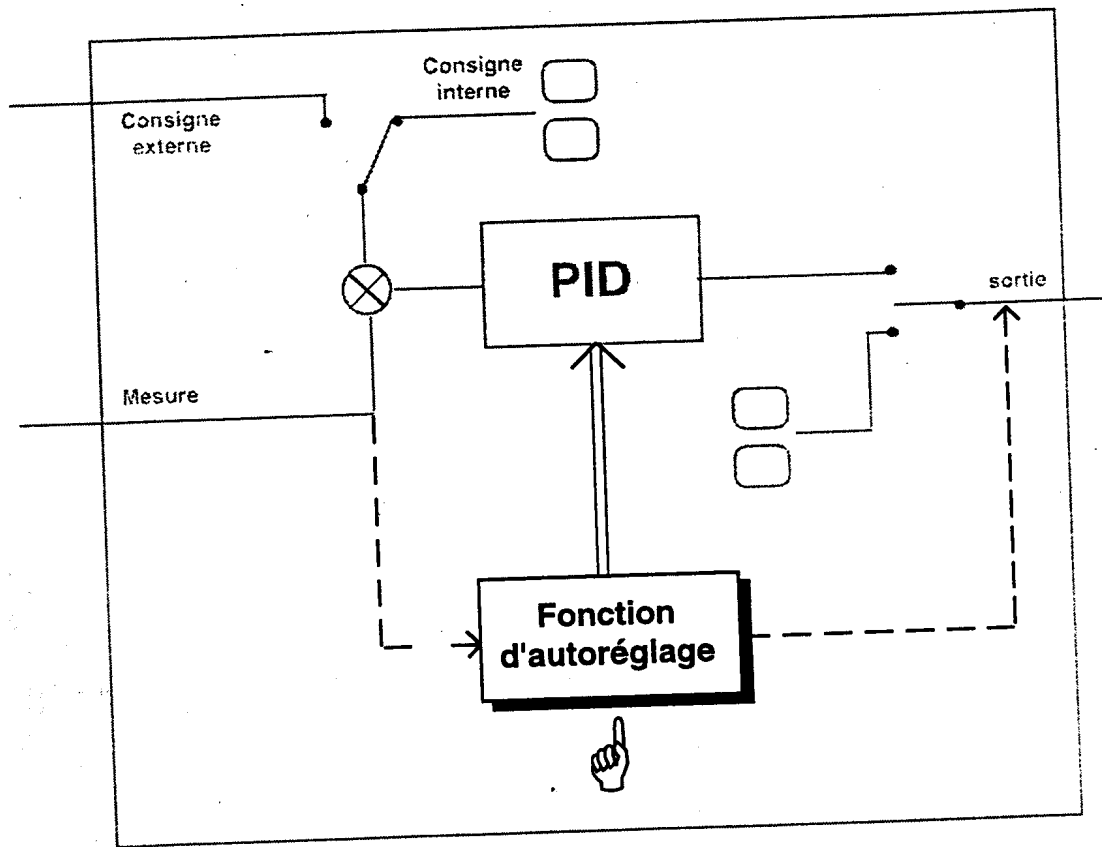 Consigne
interne
Consigne
externe
PID
sortie
Mesure
Fonction
d'autoréglage